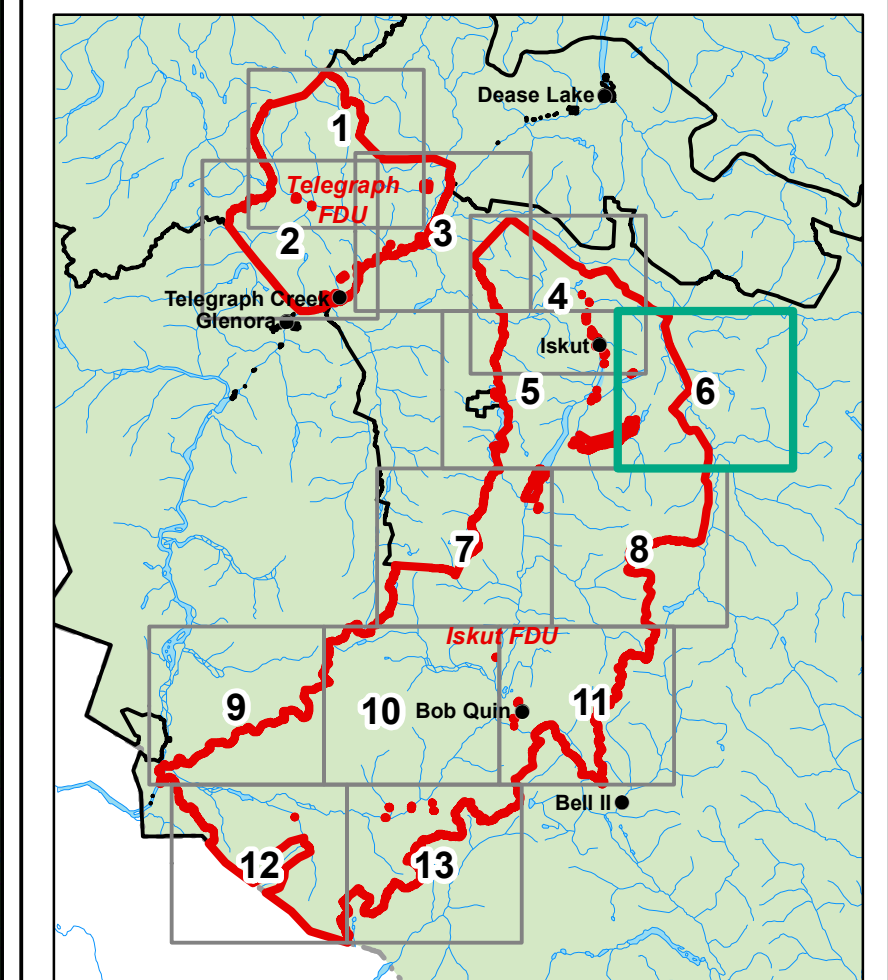 Dease Lake
1
Telegraph
FDU
2
3
Telegraph Creek
Glenora
4
Iskut
5
6
7
8
Iskut FDU
9
10
Bob Quin
11
Bell II
12
13